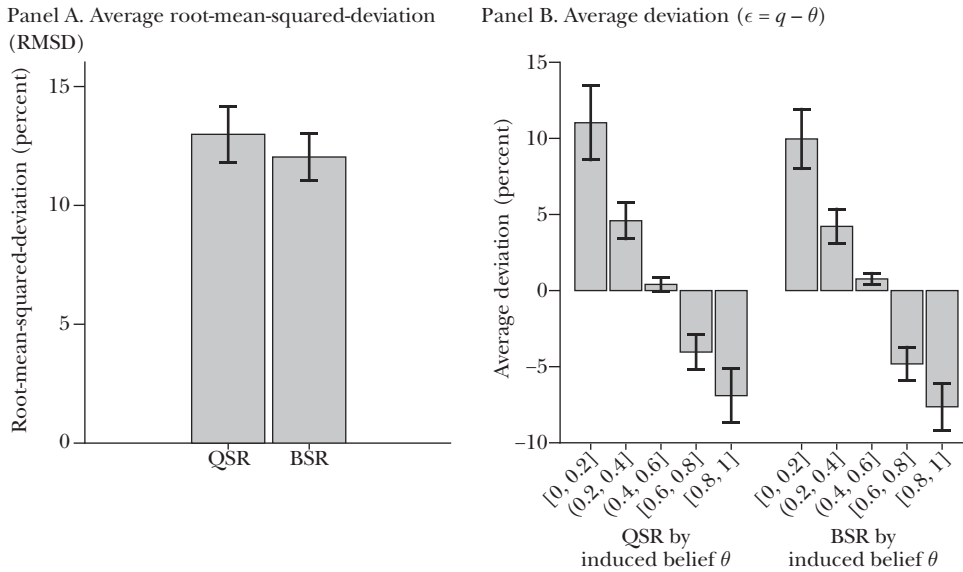 Panel A. Average root-mean-squared-deviation
(RMSD)
Root-mean-squared-deviation (percent)
15
10
5
0
QSR
BSR
Panel B. Average deviation (ϵ = q − θ)
Average deviation (percent)
15
10
5
0
−5
−10
[0, 0.2]
(0.2, 0.4]
(0.4, 0.6]
[0.6, 0.8]
[0.8, 1]
QSR by
induced belief θ
[0, 0.2]
(0.2, 0.4]
(0.4, 0.6]
[0.6, 0.8]
[0.8, 1]
BSR by
induced belief θ